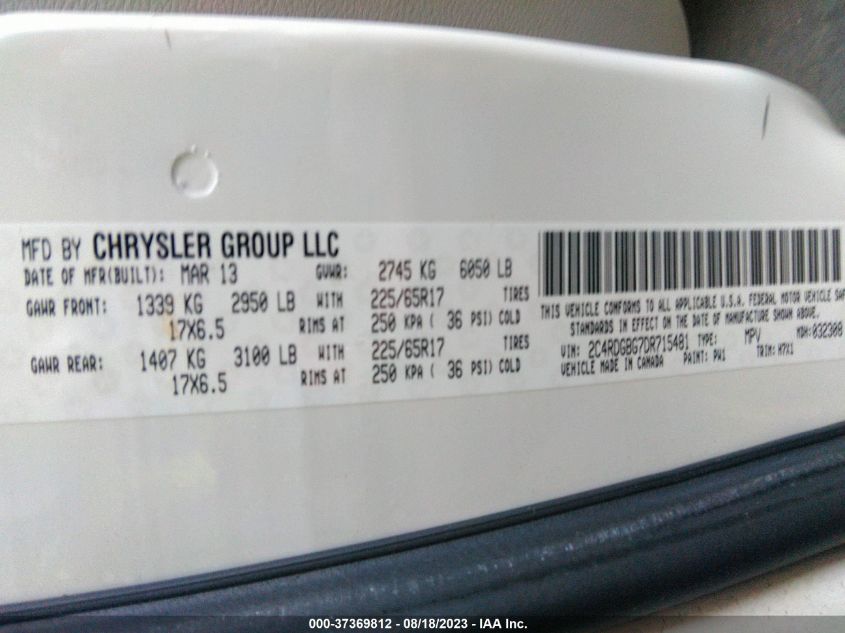 MFD BY CHRYSLER GROUP LLC
DATE OF MFR(BUILT): MAR 13 GVWR: 2745 KG 6050 LB
GAWR FRONT: 1339 KG 2950 LB WITH 225/65R17 TIRES
17X6.5 RIMS AT 250 KPA ( 36 PSI) COLD
GAWR REAR: 1407 KG 3100 LB WITH 225/65R17 TIRES
17X6.5 RIMS AT 250 KPA ( 36 PSI) COLD
THIS VEHICLE CONFORMS TO ALL APPLICABLE U.S.A. FEDERAL MOTOR VEHICLE SAF
STANDARDS IN EFFECT ON THE DATE OF MANUFACTURE SHOWN ABOVE.
VIN: 2C4RDGBG7DR715481 TYPE: MPV MDH:032308
VEHICLE MADE IN CANADA PAINT: PW1 TRIM: H7X1
000-37369812 - 08/18/2023 - IAA Inc.